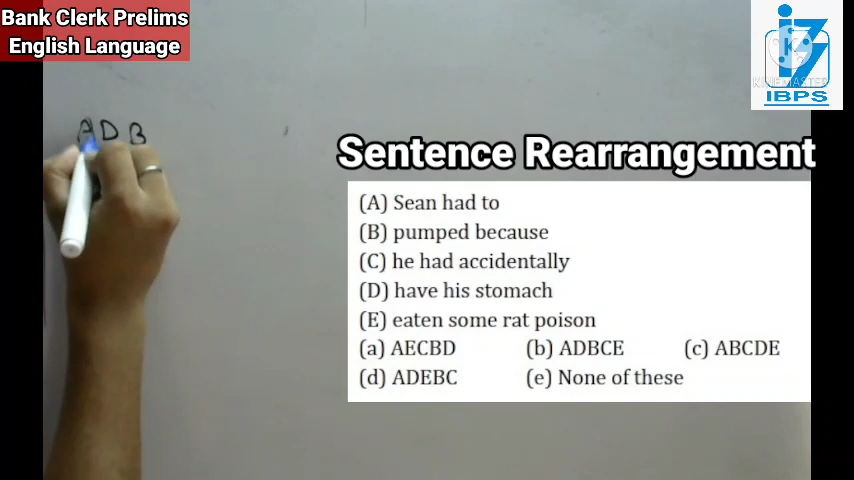 Bank Clerk Prelims
English Language
K
KINEMASTER
IBPS
A D B
Sentence Rearrangement
(A) Sean had to
(B) pumped because
(C) he had accidentally
(D) have his stomach
(E) eaten some rat poison
(a) AECBD (b) ADBCE (c) ABCDE
(d) ADEBC (e) None of these